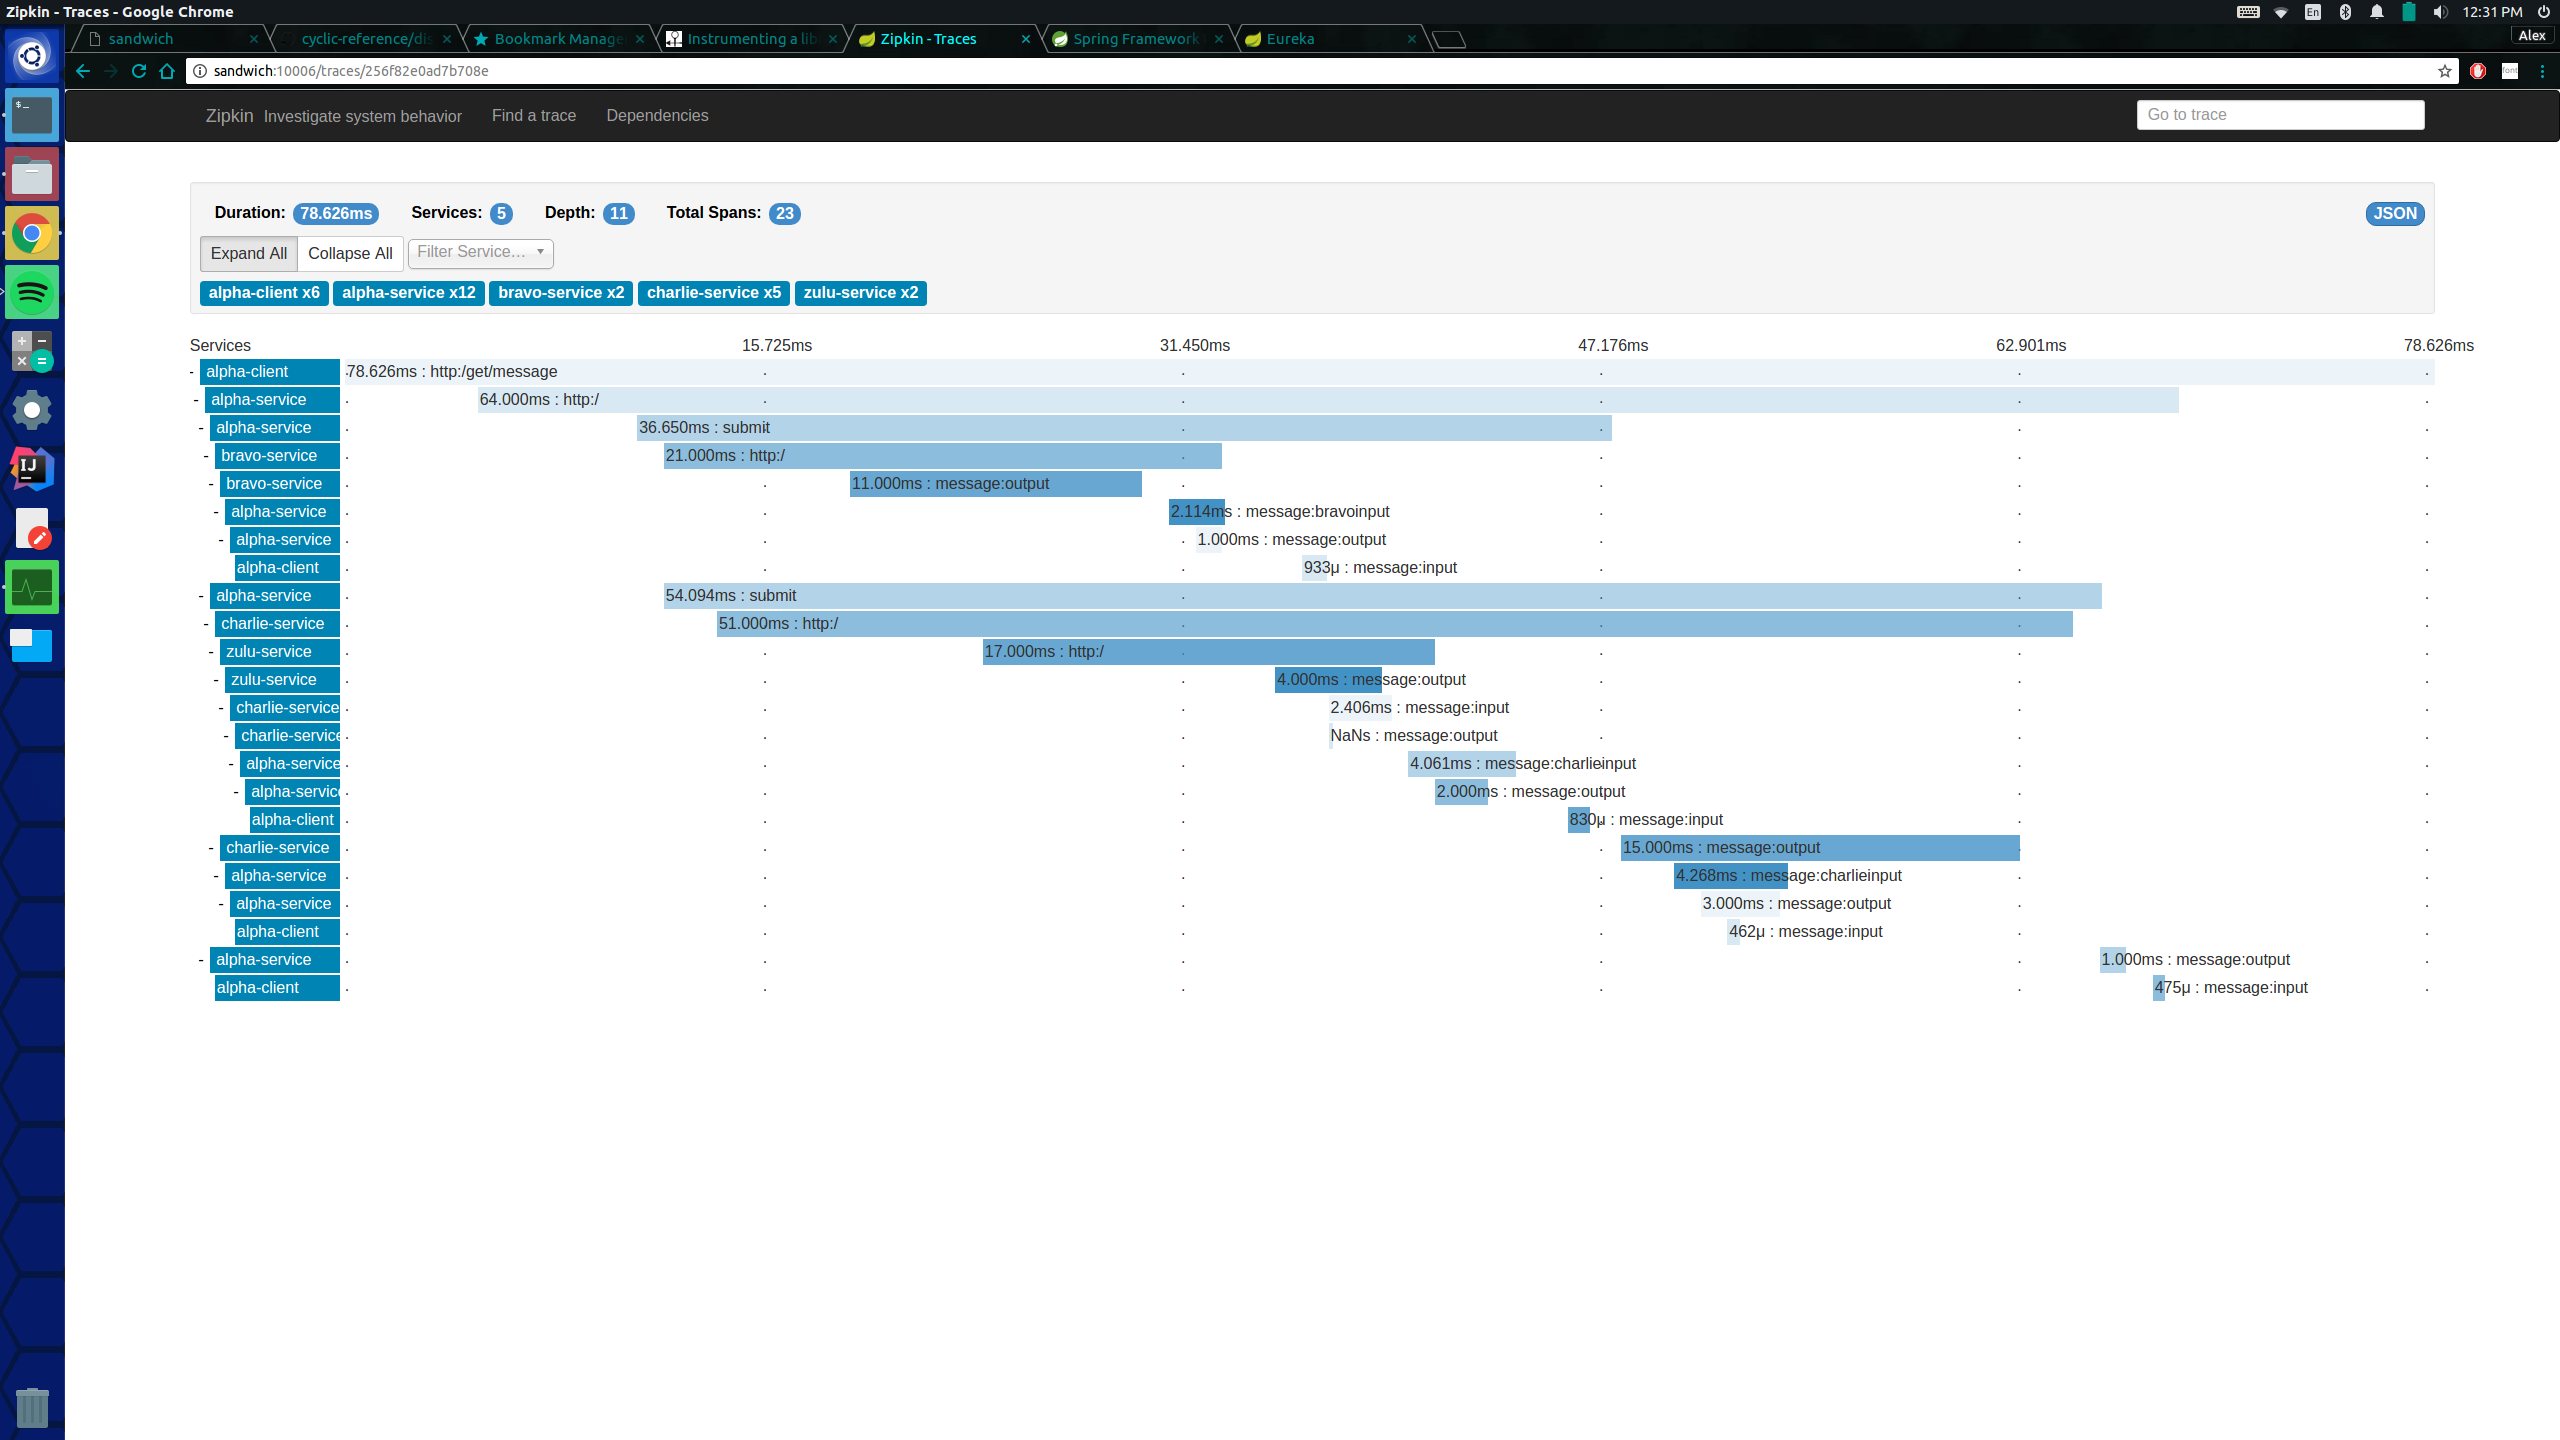 Zipkin - Traces - Google Chrome
En
12:31 PM
sandwich
cyclic-reference/dis
Bookmark Manage
Instrumenting a lib
Zipkin - Traces
Spring Framework
Eureka
Alex
sandwich:10006/traces/256f82e0ad7b708e
Zipkin Investigate system behavior Find a trace Dependencies Go to trace
Duration: 78.626ms Services: 5 Depth: 11 Total Spans: 23 JSON
Expand All Collapse All Filter Service...
alpha-client x6 alpha-service x12 bravo-service x2 charlie-service x5 zulu-service x2
Services 15.725ms 31.450ms 47.176ms 62.901ms 78.626ms
- alpha-client 78.626ms : http:/get/message
- alpha-service 64.000ms : http:/
- alpha-service 36.650ms : submit
- bravo-service 21.000ms : http:/
- bravo-service 11.000ms : message:output
- alpha-service 2.114ms : message:bravoinput
- alpha-service 1.000ms : message:output
alpha-client 933μ : message:input
- alpha-service 54.094ms : submit
- charlie-service 51.000ms : http:/
- zulu-service 17.000ms : http:/
- zulu-service 4.000ms : message:output
- charlie-service 2.406ms : message:input
- charlie-service NaNs : message:output
- alpha-service 4.061ms : message:charlieinput
- alpha-service 2.000ms : message:output
alpha-client 830μ : message:input
- charlie-service 15.000ms : message:output
- alpha-service 4.268ms : message:charlieinput
- alpha-service 3.000ms : message:output
alpha-client 462μ : message:input
- alpha-service 1.000ms : message:output
alpha-client 475μ : message:input